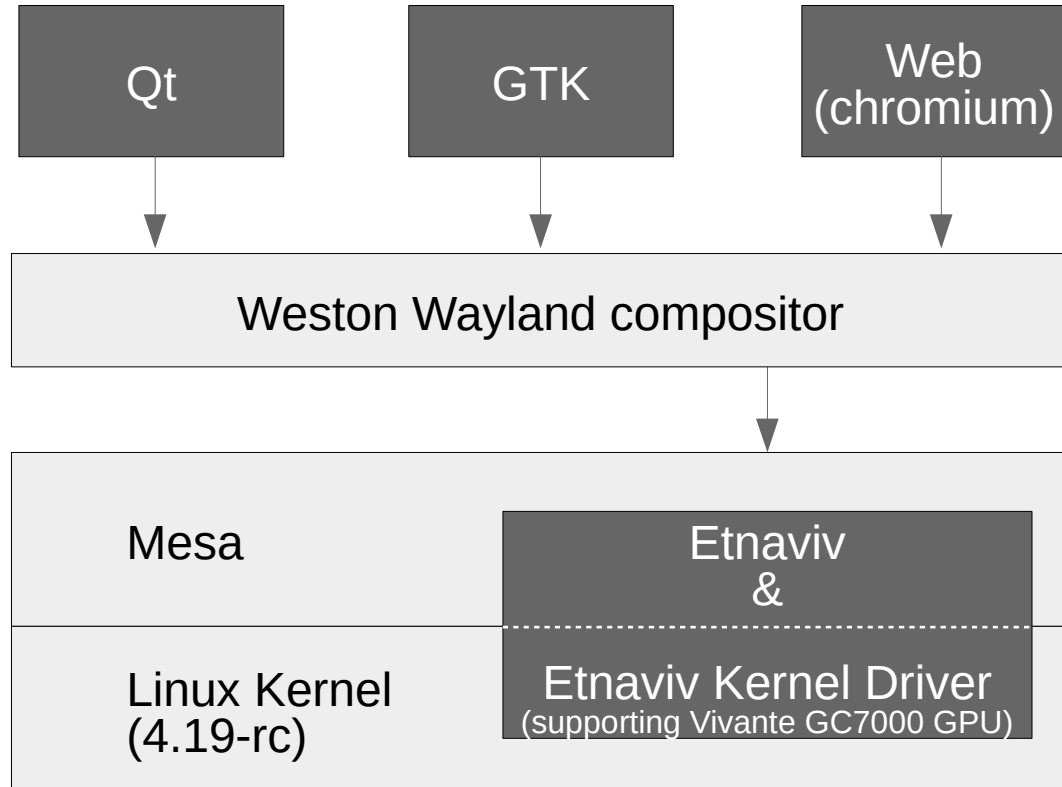 Qt
GTK
Web
(chromium)
Weston Wayland compositor
Mesa
Etnaviv
&
Linux Kernel
(4.19-rc)
Etnaviv Kernel Driver
(supporting Vivante GC7000 GPU)